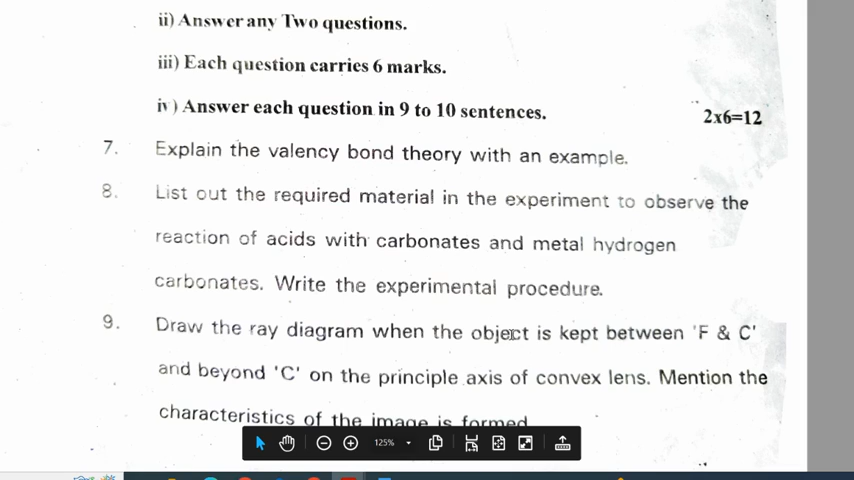 ii) Answer any Two questions.
iii) Each question carries 6 marks.
iv) Answer each question in 9 to 10 sentences.
2x6=12
7. Explain the valency bond theory with an example.
8. List out the required material in the experiment to observe the
reaction of acids with carbonates and metal hydrogen
carbonates. Write the experimental procedure.
9. Draw the ray diagram when the object is kept between 'F & C'
and beyond 'C' on the principle axis of convex lens. Mention the
characteristics of the image is formed
125%